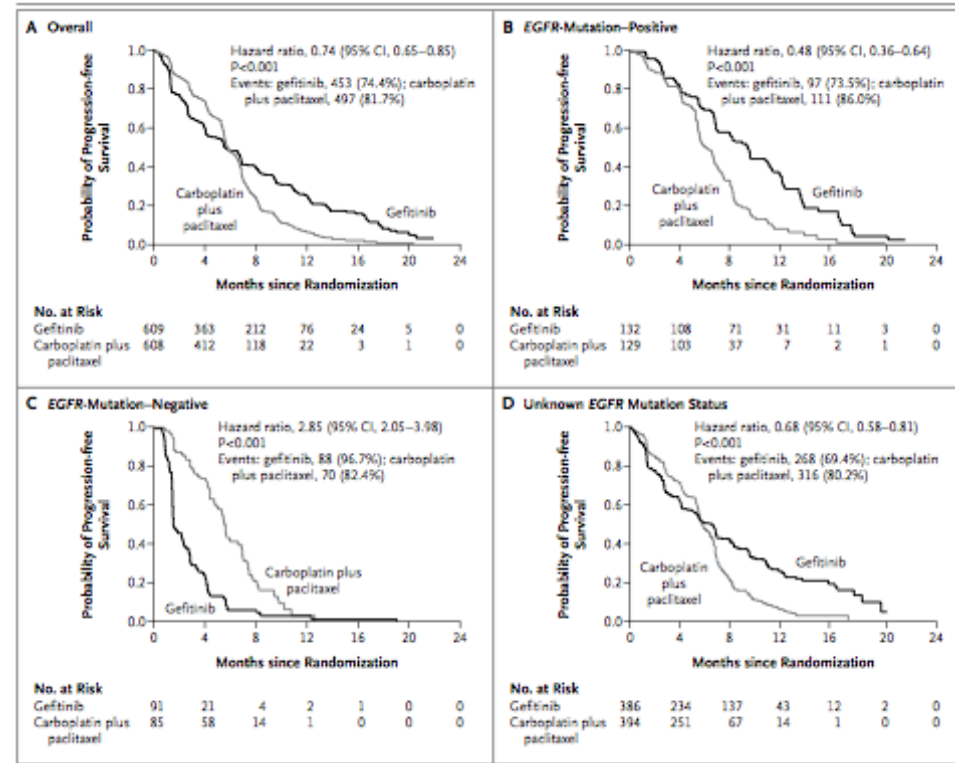 A Overall
Hazard ratio, 0.74 (95% CI, 0.65–0.85)
P<0.001
Events: gefitinib, 453 (74.4%); carboplatin
plus paclitaxel, 497 (81.7%)
Probability of Progression-free
Survival
1.0
0.8
0.6
0.4
0.2
0.0
Carboplatin
plus
paclitaxel
Gefitinib
0 4 8 12 16 20 24
Months since Randomization
No. at Risk
Gefitinib 609 363 212 76 24 5 0
Carboplatin plus 608 412 118 22 3 1 0
paclitaxel
B EGFR-Mutation–Positive
Hazard ratio, 0.48 (95% CI, 0.36–0.64)
P<0.001
Events: gefitinib, 97 (73.5%); carboplatin
plus paclitaxel, 111 (86.0%)
Probability of Progression-free
Survival
1.0
0.8
0.6
0.4
0.2
0.0
Carboplatin
plus
paclitaxel
Gefitinib
0 4 8 12 16 20 24
Months since Randomization
No. at Risk
Gefitinib 132 108 71 31 11 3 0
Carboplatin plus 129 103 37 7 2 1 0
paclitaxel
C EGFR-Mutation–Negative
Hazard ratio, 2.85 (95% CI, 2.05–3.98)
P<0.001
Events: gefitinib, 88 (96.7%); carboplatin
plus paclitaxel, 70 (82.4%)
Probability of Progression-free
Survival
1.0
0.8
0.6
0.4
0.2
0.0
Carboplatin plus
paclitaxel
Gefitinib
0 4 8 12 16 20 24
Months since Randomization
No. at Risk
Gefitinib 91 21 4 2 1 0 0
Carboplatin plus 85 58 14 1 0 0 0
paclitaxel
D Unknown EGFR Mutation Status
Hazard ratio, 0.68 (95% CI, 0.58–0.81)
P<0.001
Events: gefitinib, 268 (69.4%); carboplatin
plus paclitaxel, 316 (80.2%)
Probability of Progression-free
Survival
1.0
0.8
0.6
0.4
0.2
0.0
Carboplatin
plus
paclitaxel
Gefitinib
0 4 8 12 16 20 24
Months since Randomization
No. at Risk
Gefitinib 386 234 137 43 12 2 0
Carboplatin plus 394 251 67 14 1 0 0
paclitaxel